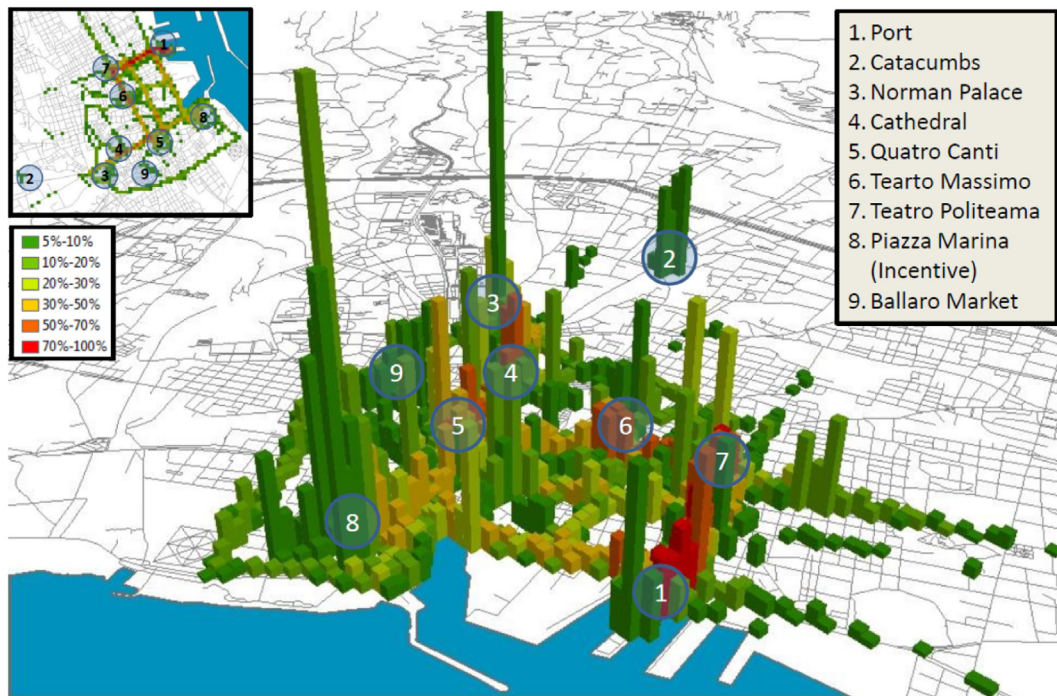 1
7
6
8
4
5
2
3
9
5%-10%
10%-20%
20%-30%
30%-50%
50%-70%
70%-100%
1. Port
2. Catacumbs
3. Norman Palace
4. Cathedral
5. Quatro Canti
6. Tearto Massimo
7. Teatro Politeama
8. Piazza Marina
(Incentive)
9. Ballaro Market
2
3
9
4
5
6
7
8
1